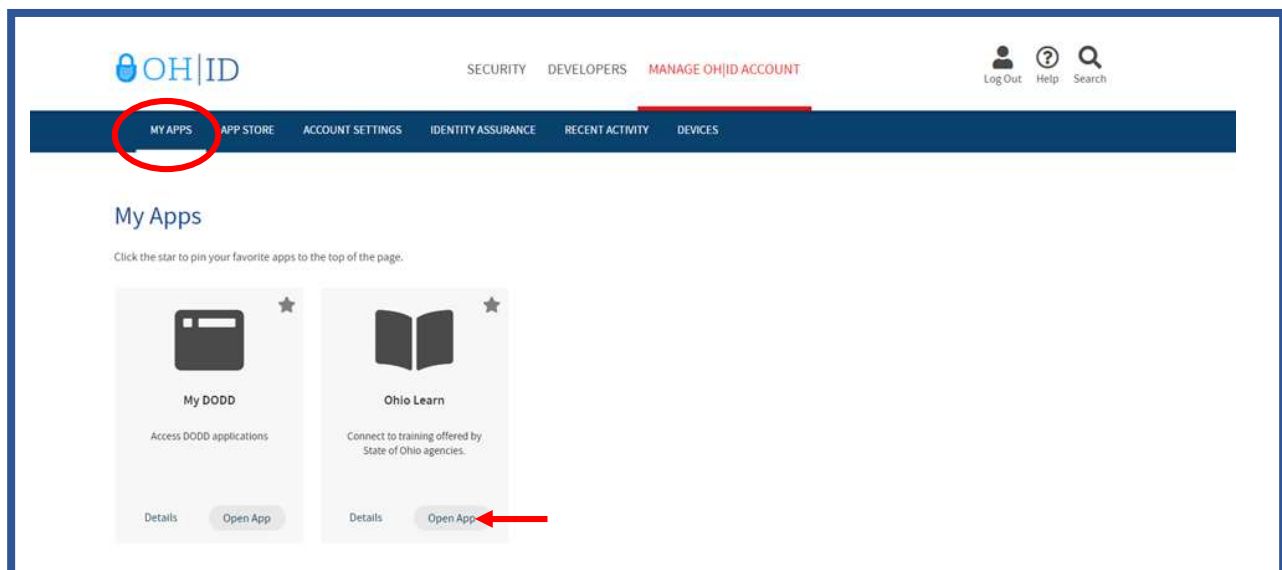 OH|ID
SECURITY DEVELOPERS MANAGE OH|ID ACCOUNT
Log Out Help Search
MY APPS APP STORE ACCOUNT SETTINGS IDENTITY ASSURANCE RECENT ACTIVITY DEVICES
My Apps
Click the star to pin your favorite apps to the top of the page.
My DODD
Access DODD applications
Details Open App
Ohio Learn
Connect to training offered by
State of Ohio agencies.
Details Open App